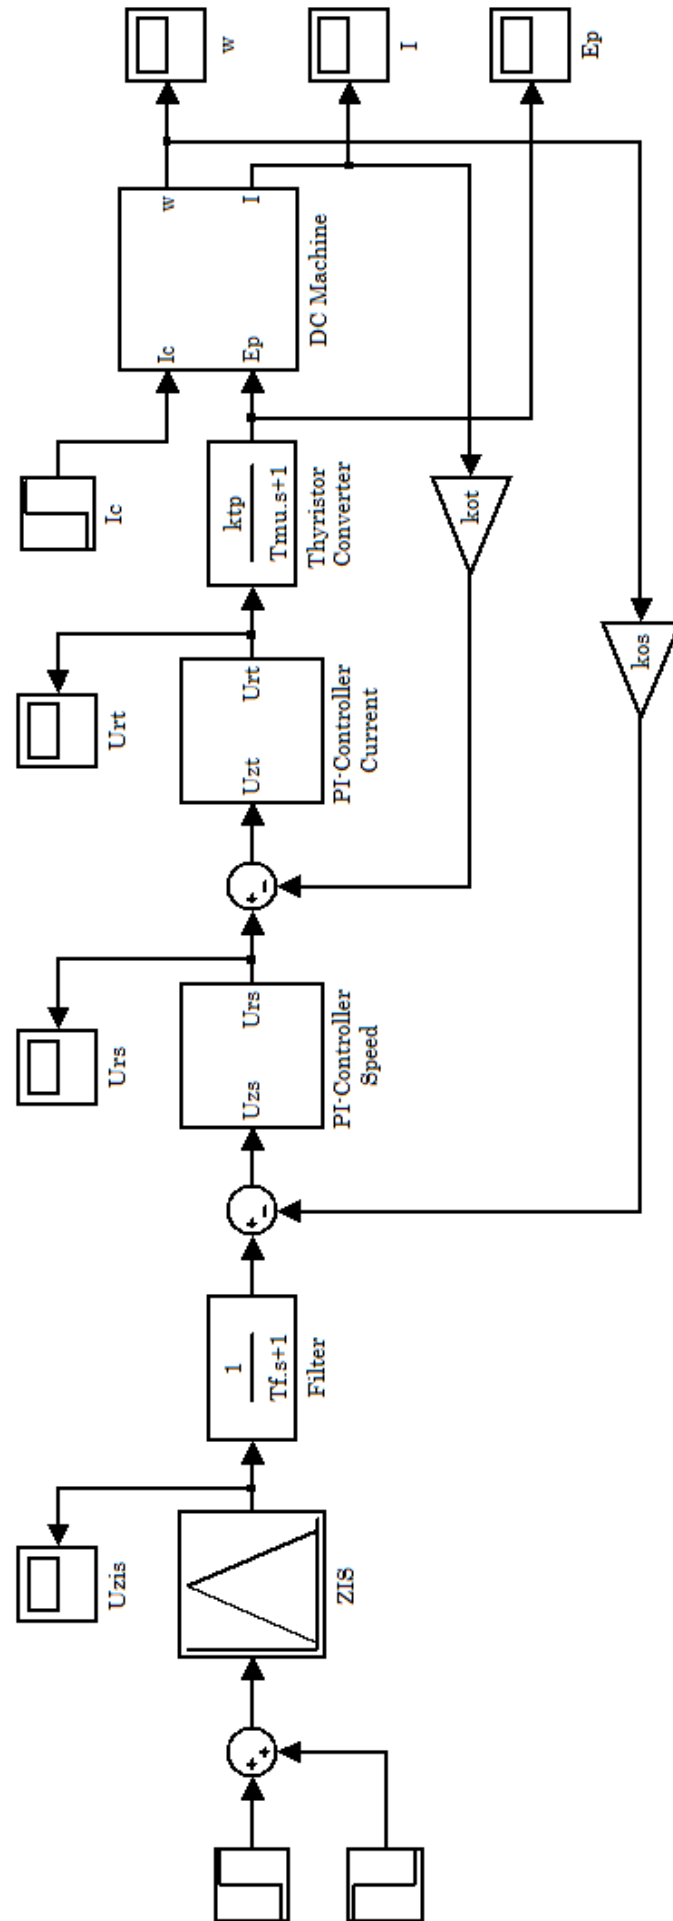 +
+
ZIS
Uzis
1
Tf.s+1
Filter
+
-
Uzs
Urs
PI-Controller
Speed
Urs
+
-
Uzt
Urt
PI-Controller
Current
Urt
ktp
Tmu.s+1
Thyristor
Converter
Ic
Ic
Ep
w
I
DC Machine
w
I
Ep
kot
kos